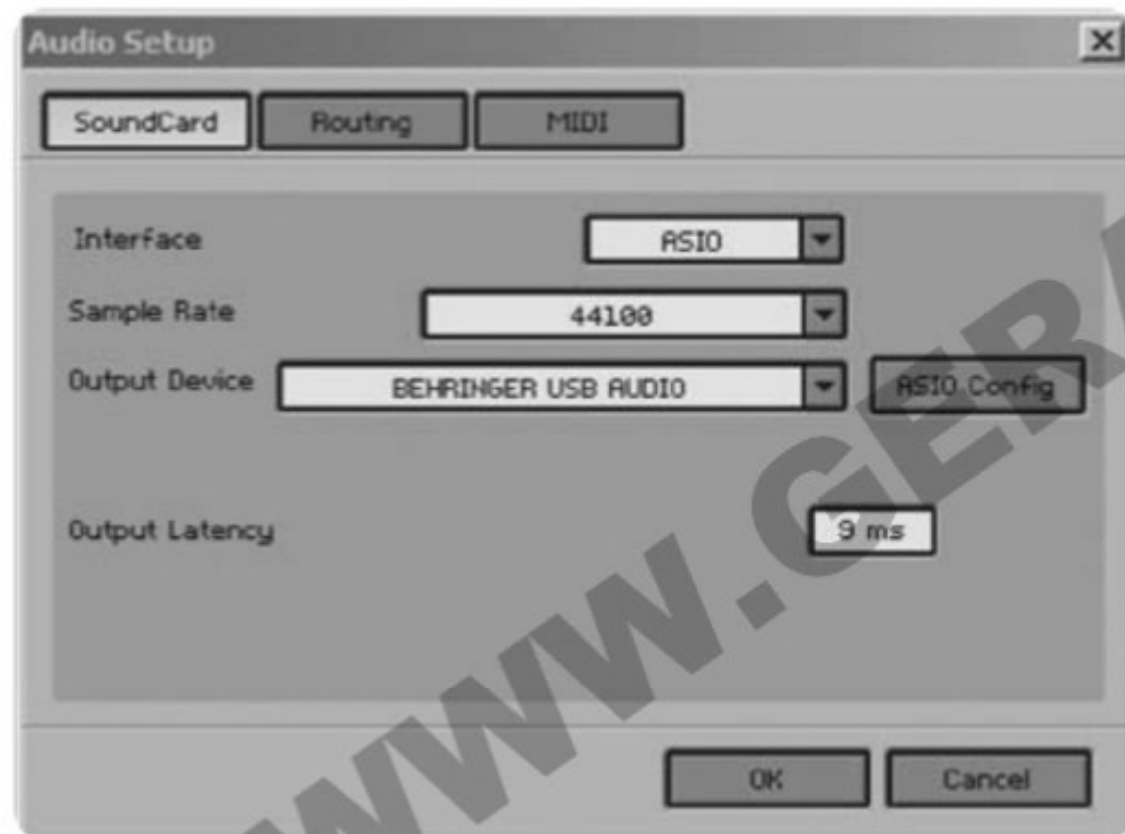 Audio Setup
SoundCard Routing MIDI
Interface ASIO
Sample Rate 44100
Output Device BEHRINGER USB AUDIO ASIO Config
Output Latency 9 ms
OK Cancel
WWW.GER